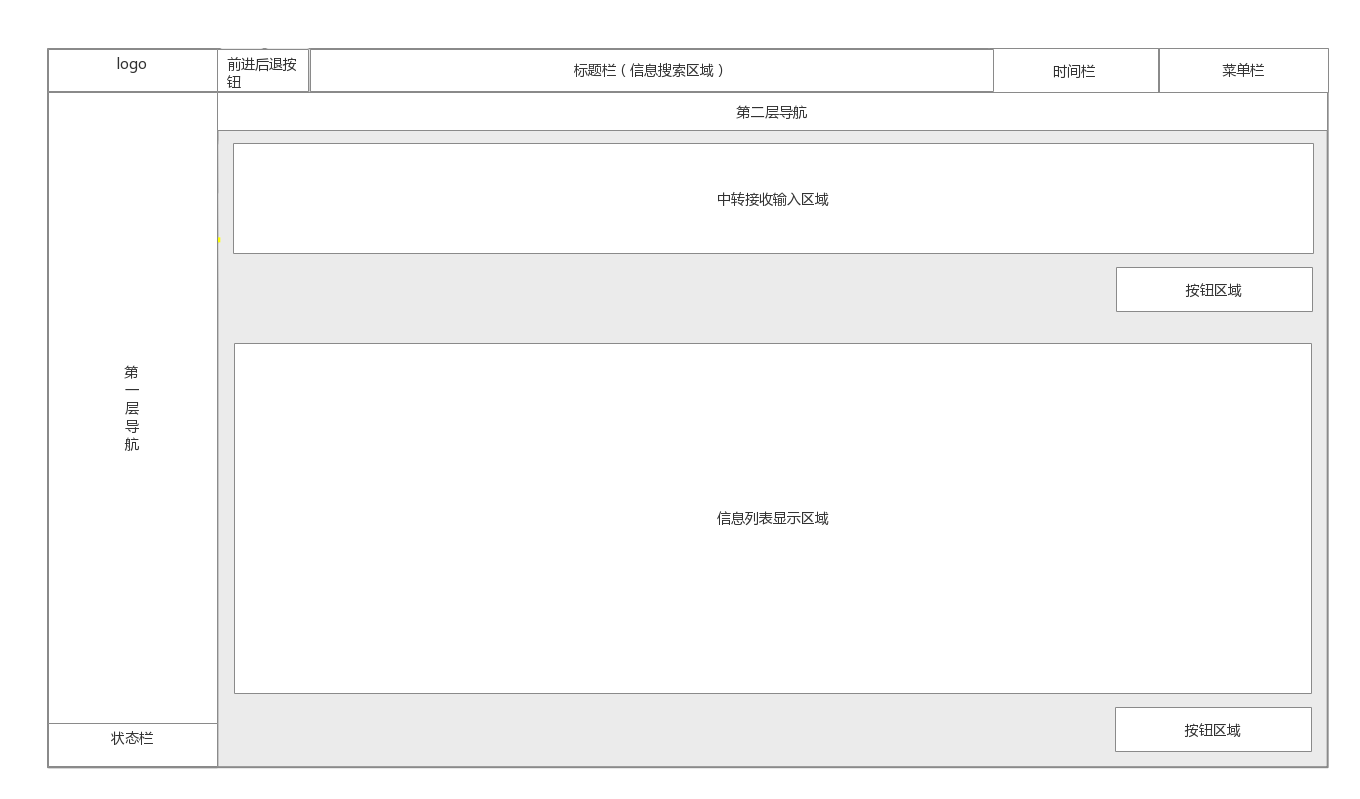 logo
前进后退按
钮
标题栏（信息搜索区域）
时间栏
菜单栏
第二层导航
中转接收输入区域
按钮区域
第
一
层
导
航
信息列表显示区域
状态栏
按钮区域